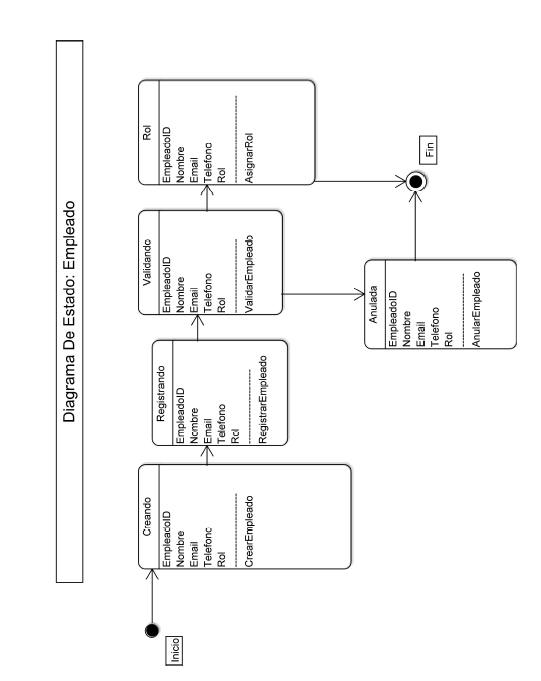 Diagrama De Estado: Empleado
Inicio
Creando
EmpleadoID
Nombre
Email
Telefono
Rol
CrearEmpleado
Registrando
EmpleadoID
Nombre
Email
Telefono
Rol
RegistrarEmpleado
Validando
EmpleadoID
Nombre
Email
Telefono
Rol
ValidarEmpleado
Rol
EmpleadoID
Nombre
Email
Telefono
Rol
AsignarRol
Anulada
EmpleadoID
Nombre
Email
Telefono
Rol
AnularEmpleado
Fin